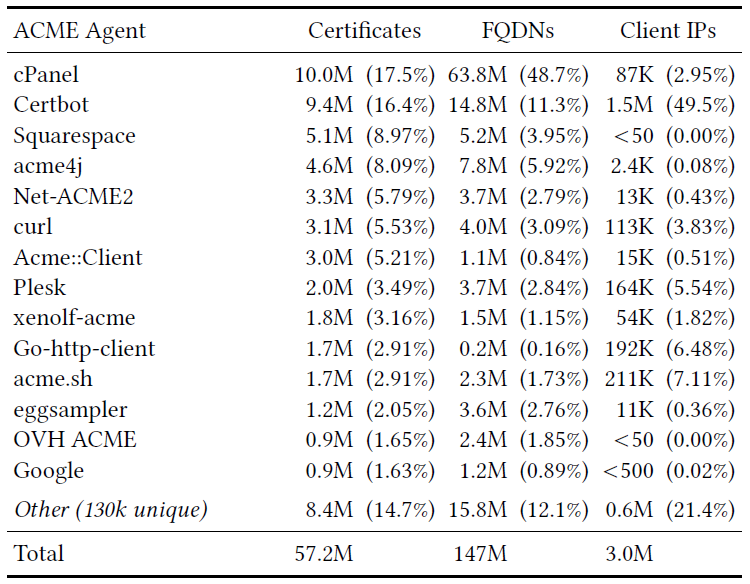 ACME Agent Certificates FQDNs Client IPs
cPanel 10.0M (17.5%) 63.8M (48.7%) 87K (2.95%)
Certbot 9.4M (16.4%) 14.8M (11.3%) 1.5M (49.5%)
Squarespace 5.1M (8.97%) 5.2M (3.95%) <50 (0.00%)
acme4j 4.6M (8.09%) 7.8M (5.92%) 2.4K (0.08%)
Net-ACME2 3.3M (5.79%) 3.7M (2.79%) 13K (0.43%)
curl 3.1M (5.53%) 4.0M (3.09%) 113K (3.83%)
Acme::Client 3.0M (5.21%) 1.1M (0.84%) 15K (0.51%)
Plesk 2.0M (3.49%) 3.7M (2.84%) 164K (5.54%)
xenolf-acme 1.8M (3.16%) 1.5M (1.15%) 54K (1.82%)
Go-http-client 1.7M (2.91%) 0.2M (0.16%) 192K (6.48%)
acme.sh 1.7M (2.91%) 2.3M (1.73%) 211K (7.11%)
eggsampler 1.2M (2.05%) 3.6M (2.76%) 11K (0.36%)
OVH ACME 0.9M (1.65%) 2.4M (1.85%) <50 (0.00%)
Google 0.9M (1.63%) 1.2M (0.89%) <500 (0.02%)
Other (130k unique) 8.4M (14.7%) 15.8M (12.1%) 0.6M (21.4%)
Total 57.2M 147M 3.0M